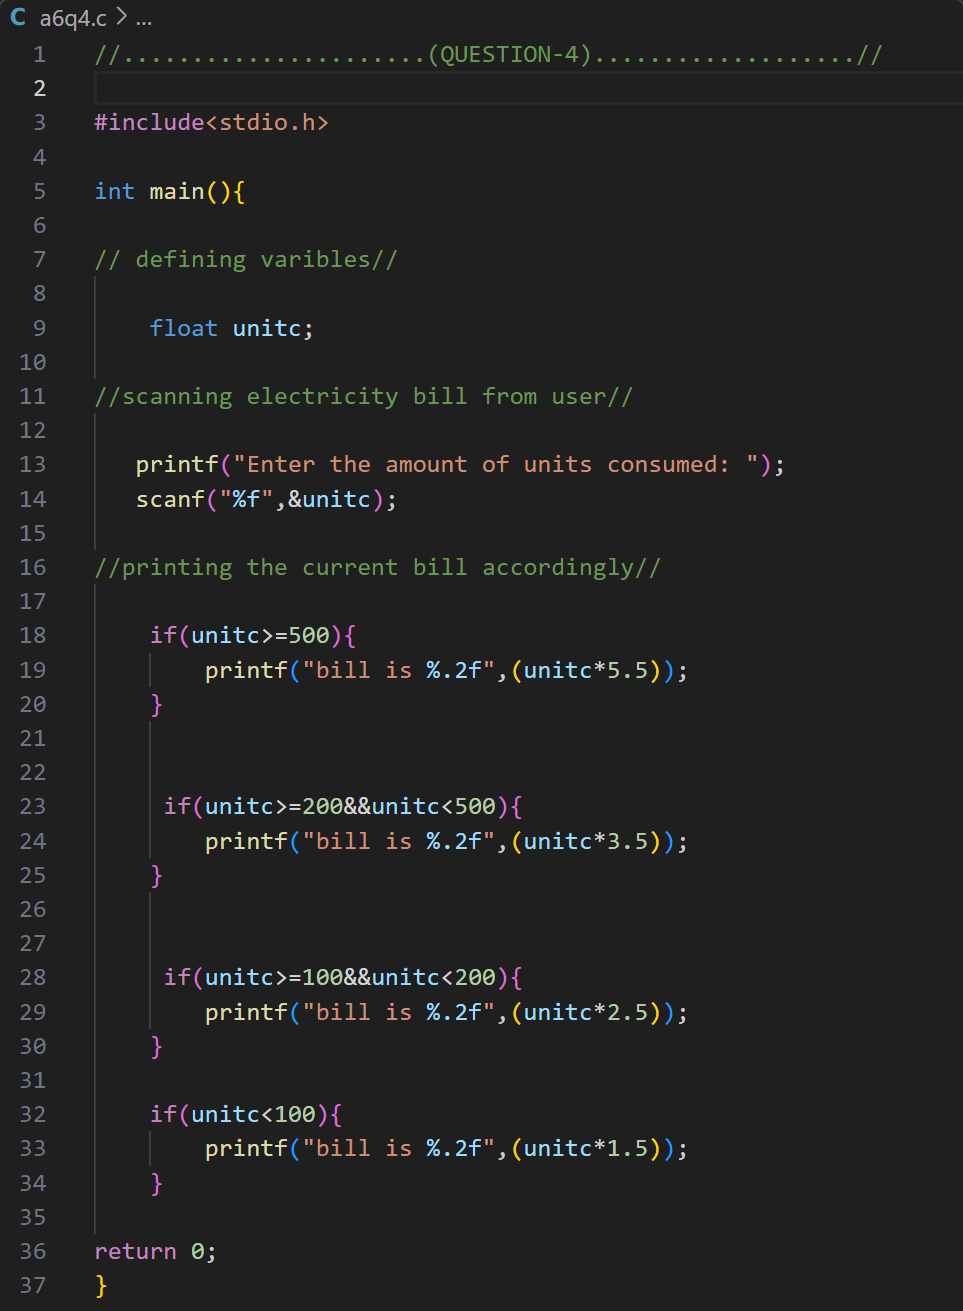 C a6q4.c > ...
1 //......................(QUESTION-4)...................//
2
3 #include<stdio.h>
4
5 int main(){
6
7 // defining varibles//
8
9     float unitc;
10
11 //scanning electricity bill from user//
12
13    printf("Enter the amount of units consumed: ");
14    scanf("%f",&unitc);
15
16 //printing the current bill accordingly//
17
18     if(unitc>=500){
19         printf("bill is %.2f",(unitc*5.5));
20     }
21
22
23      if(unitc>=200&&unitc<500){
24         printf("bill is %.2f",(unitc*3.5));
25     }
26
27
28      if(unitc>=100&&unitc<200){
29         printf("bill is %.2f",(unitc*2.5));
30     }
31
32     if(unitc<100){
33         printf("bill is %.2f",(unitc*1.5));
34     }
35
36 return 0;
37 }